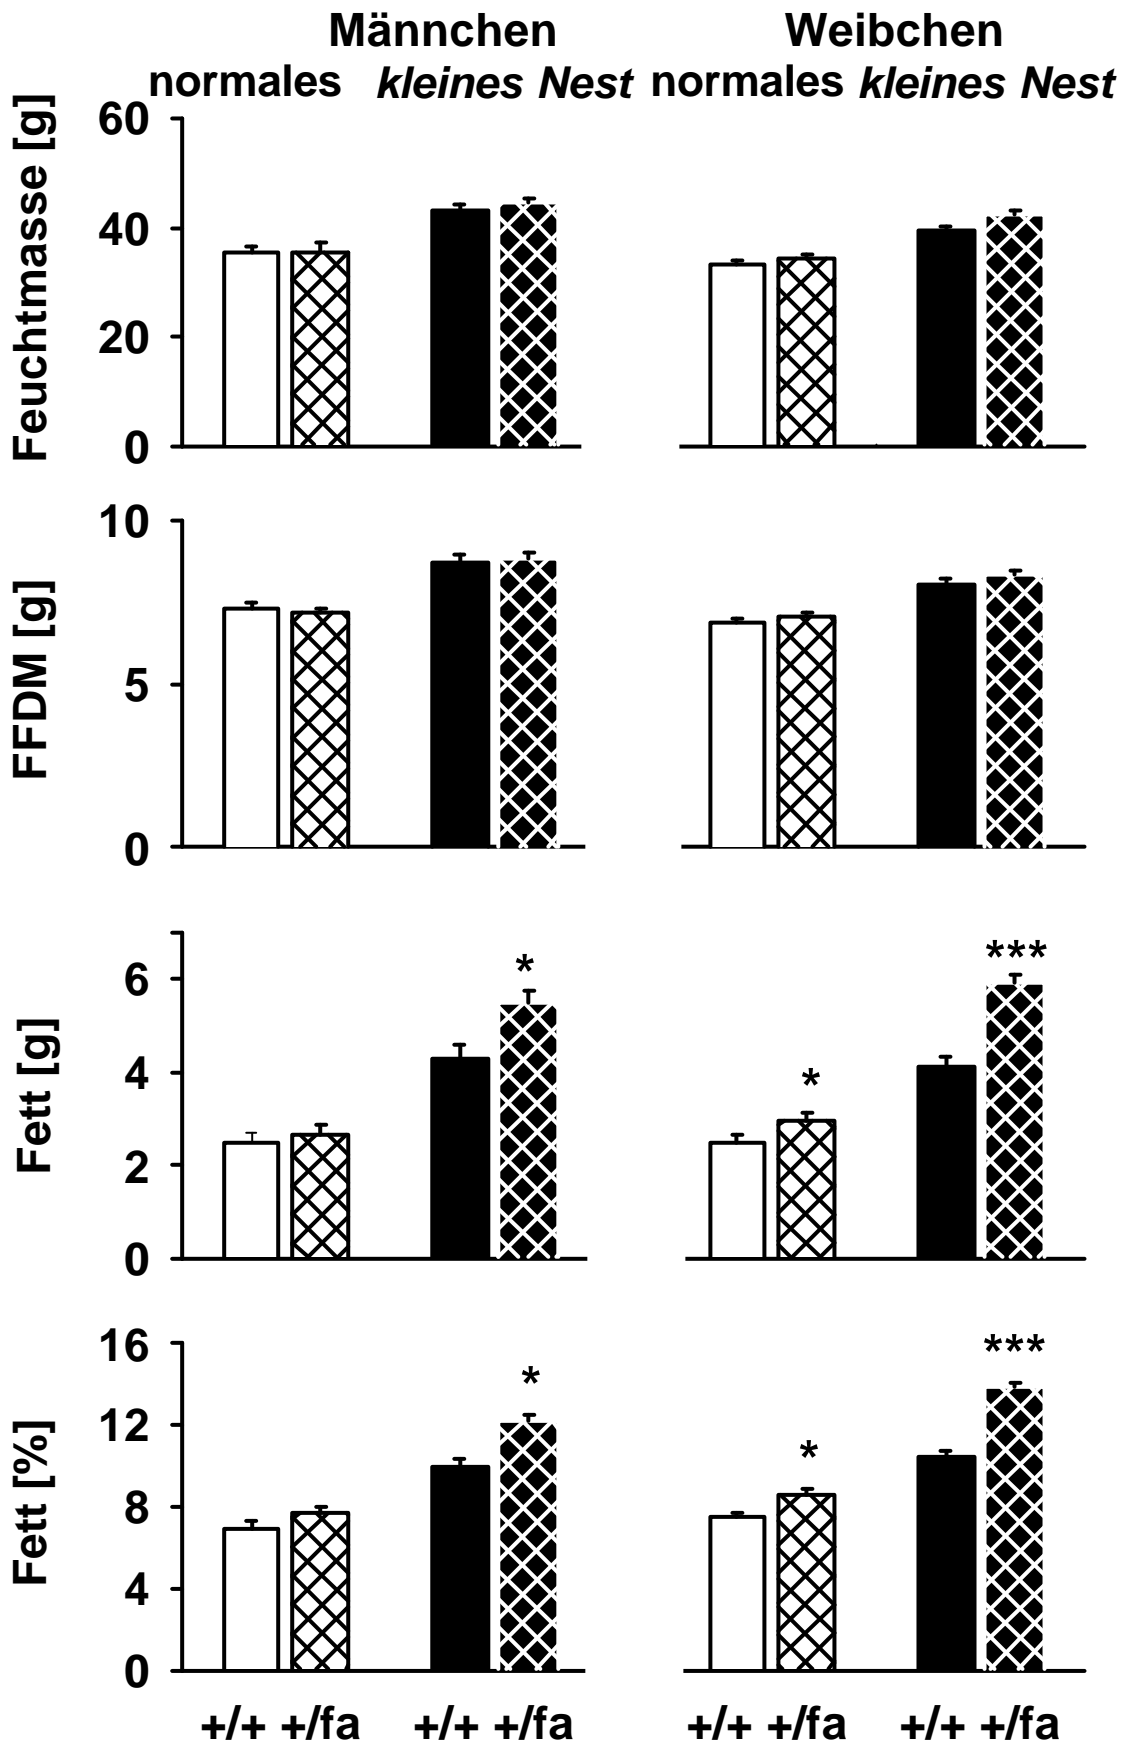 Männchen Weibchen
normales kleines Nest normales kleines Nest
Feuchtmasse [g]
60
40
20
0
FFDM [g]
10
5
0
Fett [g]
6
4
2
0
* * ***
Fett [%]
16
12
8
4
0
* * ***
+/+ +/fa +/+ +/fa +/+ +/fa +/+ +/fa